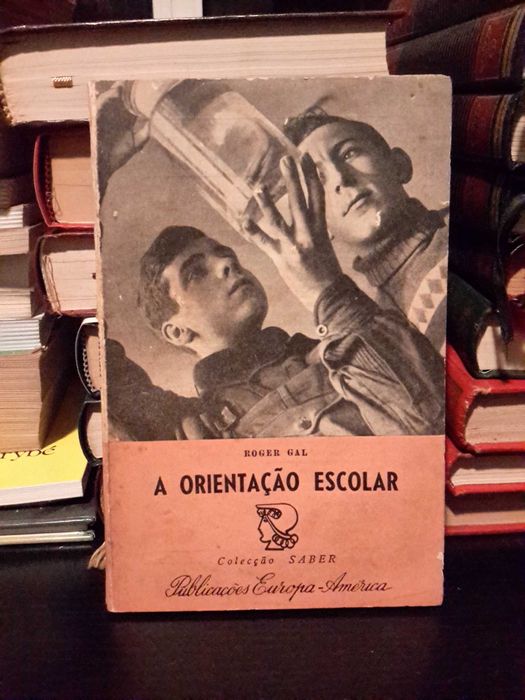 ROGER GAL
A ORIENTAÇÃO ESCOLAR
Colecção SABER
Publicações Europa-América